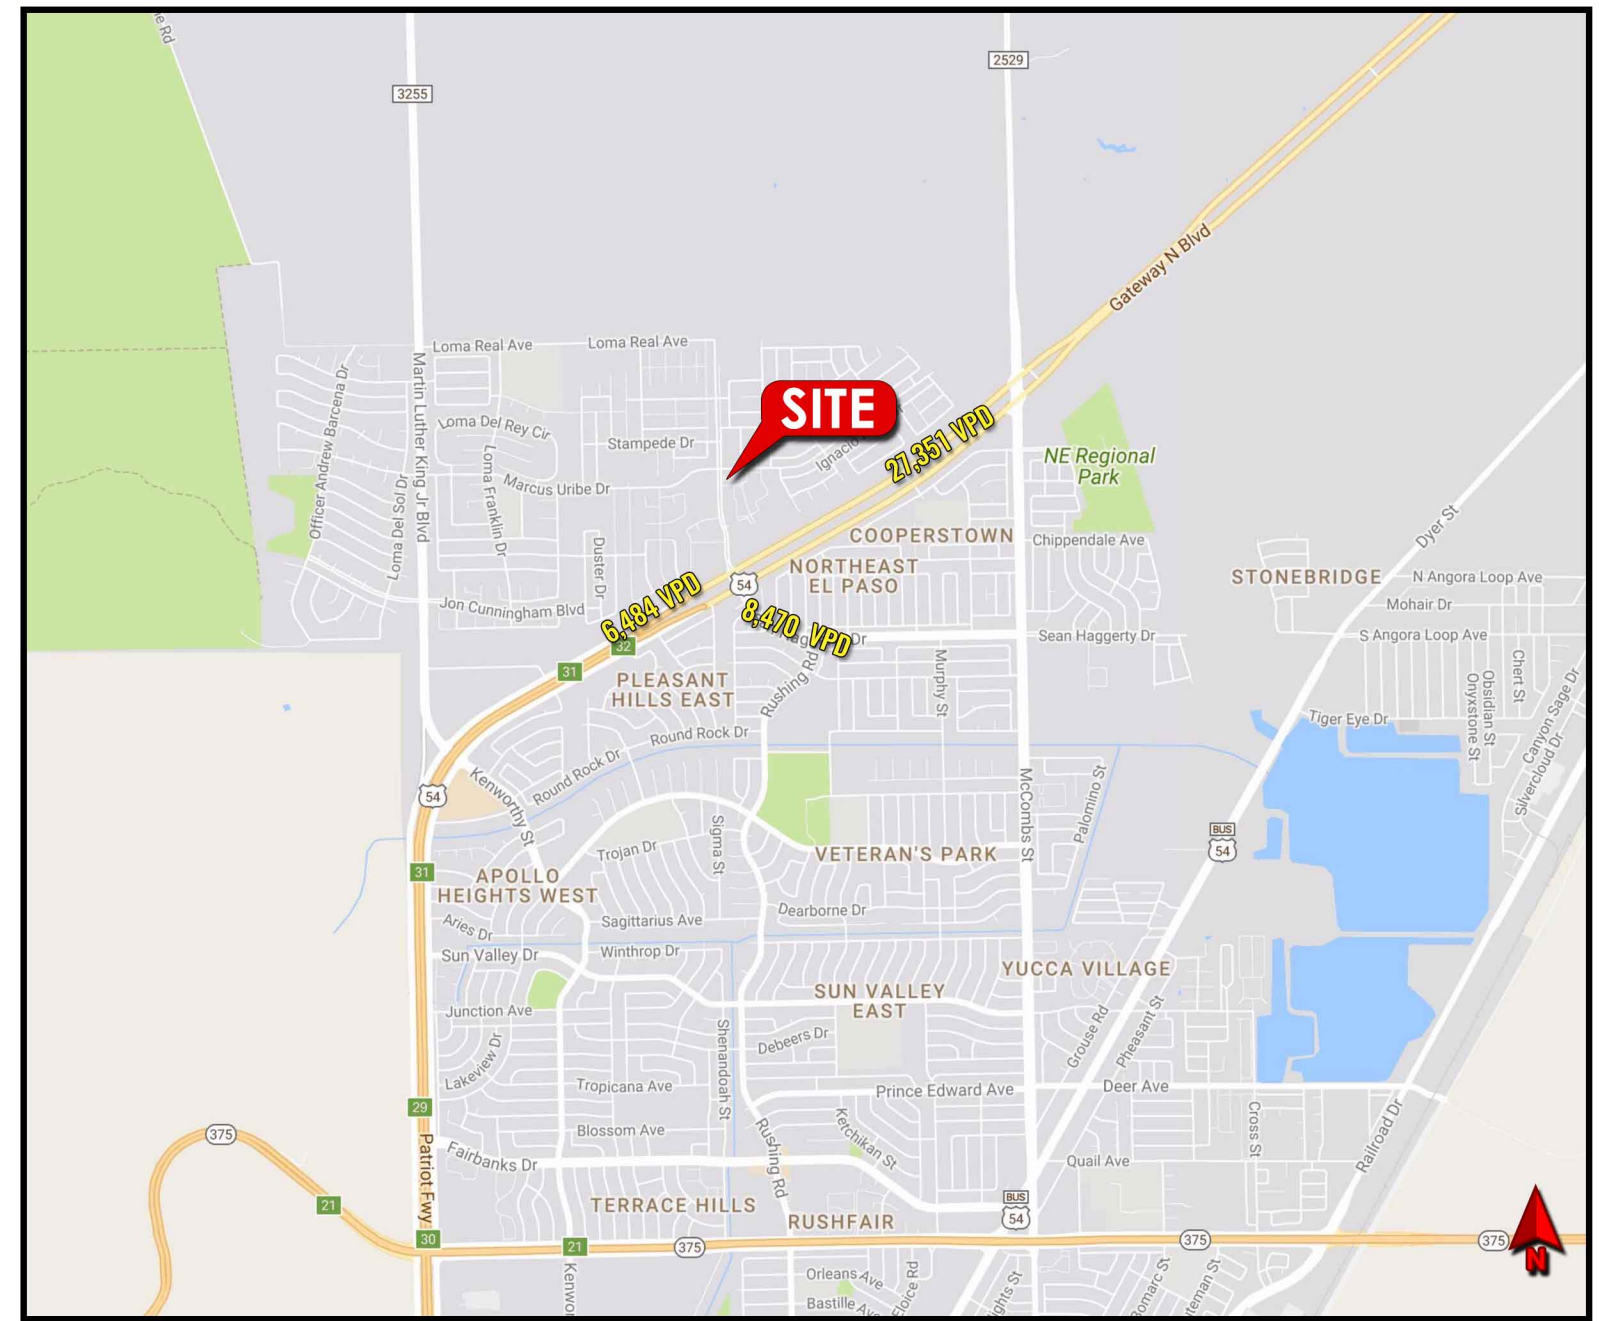 2529
3255
Gateway N Blvd
Loma Real Ave
Loma Real Ave
Martin Luther King Jr Blvd
Officer Andrew Barcena Dr
SITE
27,351 VPD
Loma Del Rey Cir
Stampede Dr
NE Regional
Park
Loma Franklin Dr
Marcus Uribe Dr
Loma Del Sol Dr
Dyer St
COOPERSTOWN
Chippendale Ave
Duster Dr
NORTHEAST
EL PASO
54
STONEBRIDGE
N Angora Loop Ave
Mohair Dr
6,484 VPD
8,470 VPD
Jon Cunningham Blvd
Dr
Sean Haggerty Dr
S Angora Loop Ave
32
31
PLEASANT
HILLS EAST
Rushing Rd
Murphy St
Chert St
Obsidian St
Onyxstone St
Canyon Sage Dr
Silvercloud Dr
Tiger Eye Dr
Round Rock Dr
Round Rock Dr
Kenworthy St
54
McCombs St
Palomino St
Sigma St
BUS
54
Trojan Dr
VETERAN'S PARK
31
APOLLO
HEIGHTS WEST
Aries Dr
Sagittarius Ave
Dearborne Dr
Sun Valley Dr
Winthrop Dr
YUCCA VILLAGE
SUN VALLEY
EAST
Junction Ave
Grouse Rd
Pheasant St
Debeers Dr
Lakeview Dr
Shenandoah St
Tropicana Ave
Prince Edward Ave
Deer Ave
29
Cross St
Railroad Dr
375
Blossom Ave
Ketchikan St
Rushing Rd
Patriot Fwy
Fairbanks Dr
Quail Ave
21
TERRACE HILLS
RUSHFAIR
BUS
54
30
21
375
375
375
N
Orleans Ave
Eloice Rd
Bastille Ave
Bomarc St